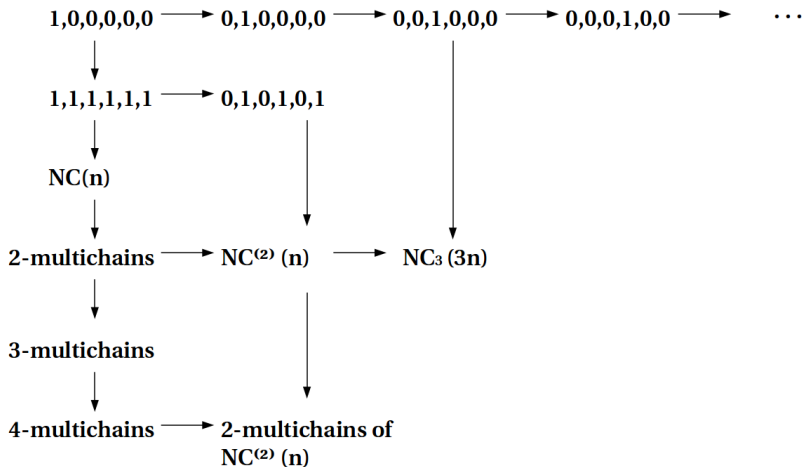 1,0,0,0,0,0 0,1,0,0,0,0 0,0,1,0,0,0 0,0,0,1,0,0 ...
1,1,1,1,1,1 0,1,0,1,0,1
NC(n)
2-multichains NC⁽²⁾ (n) NC₃ (3n)
3-multichains
4-multichains 2-multichains of
NC⁽²⁾ (n)